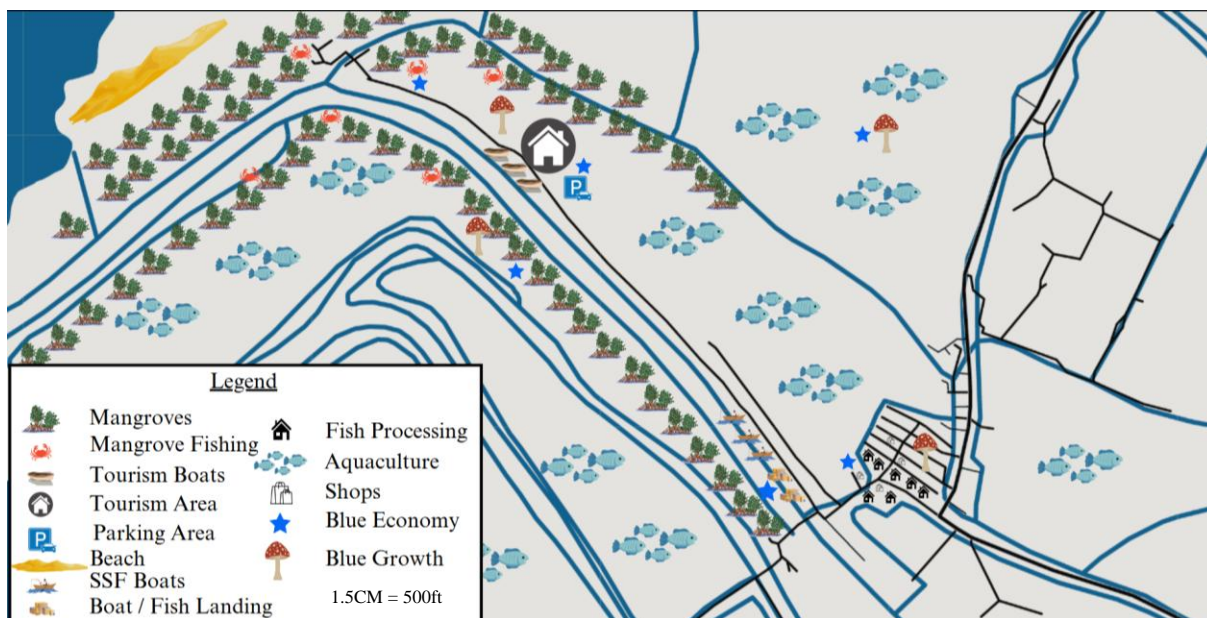 P
Legend
Mangroves
Mangrove Fishing
Tourism Boats
Tourism Area
P
Parking Area
Beach
SSF Boats
Boat / Fish Landing
Fish Processing
Aquaculture
Shops
Blue Economy
Blue Growth
1.5CM = 500ft